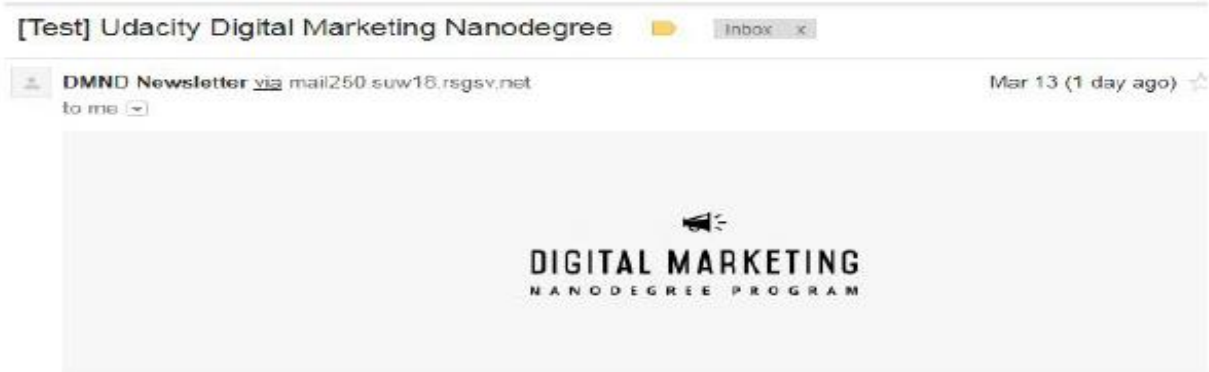 [Test] Udacity Digital Marketing Nanodegree Inbox x
DMND Newsletter via mail250.suw18.rsgsv.net Mar 13 (1 day ago)
to me
DIGITAL MARKETING
NANODEGREE PROGRAM